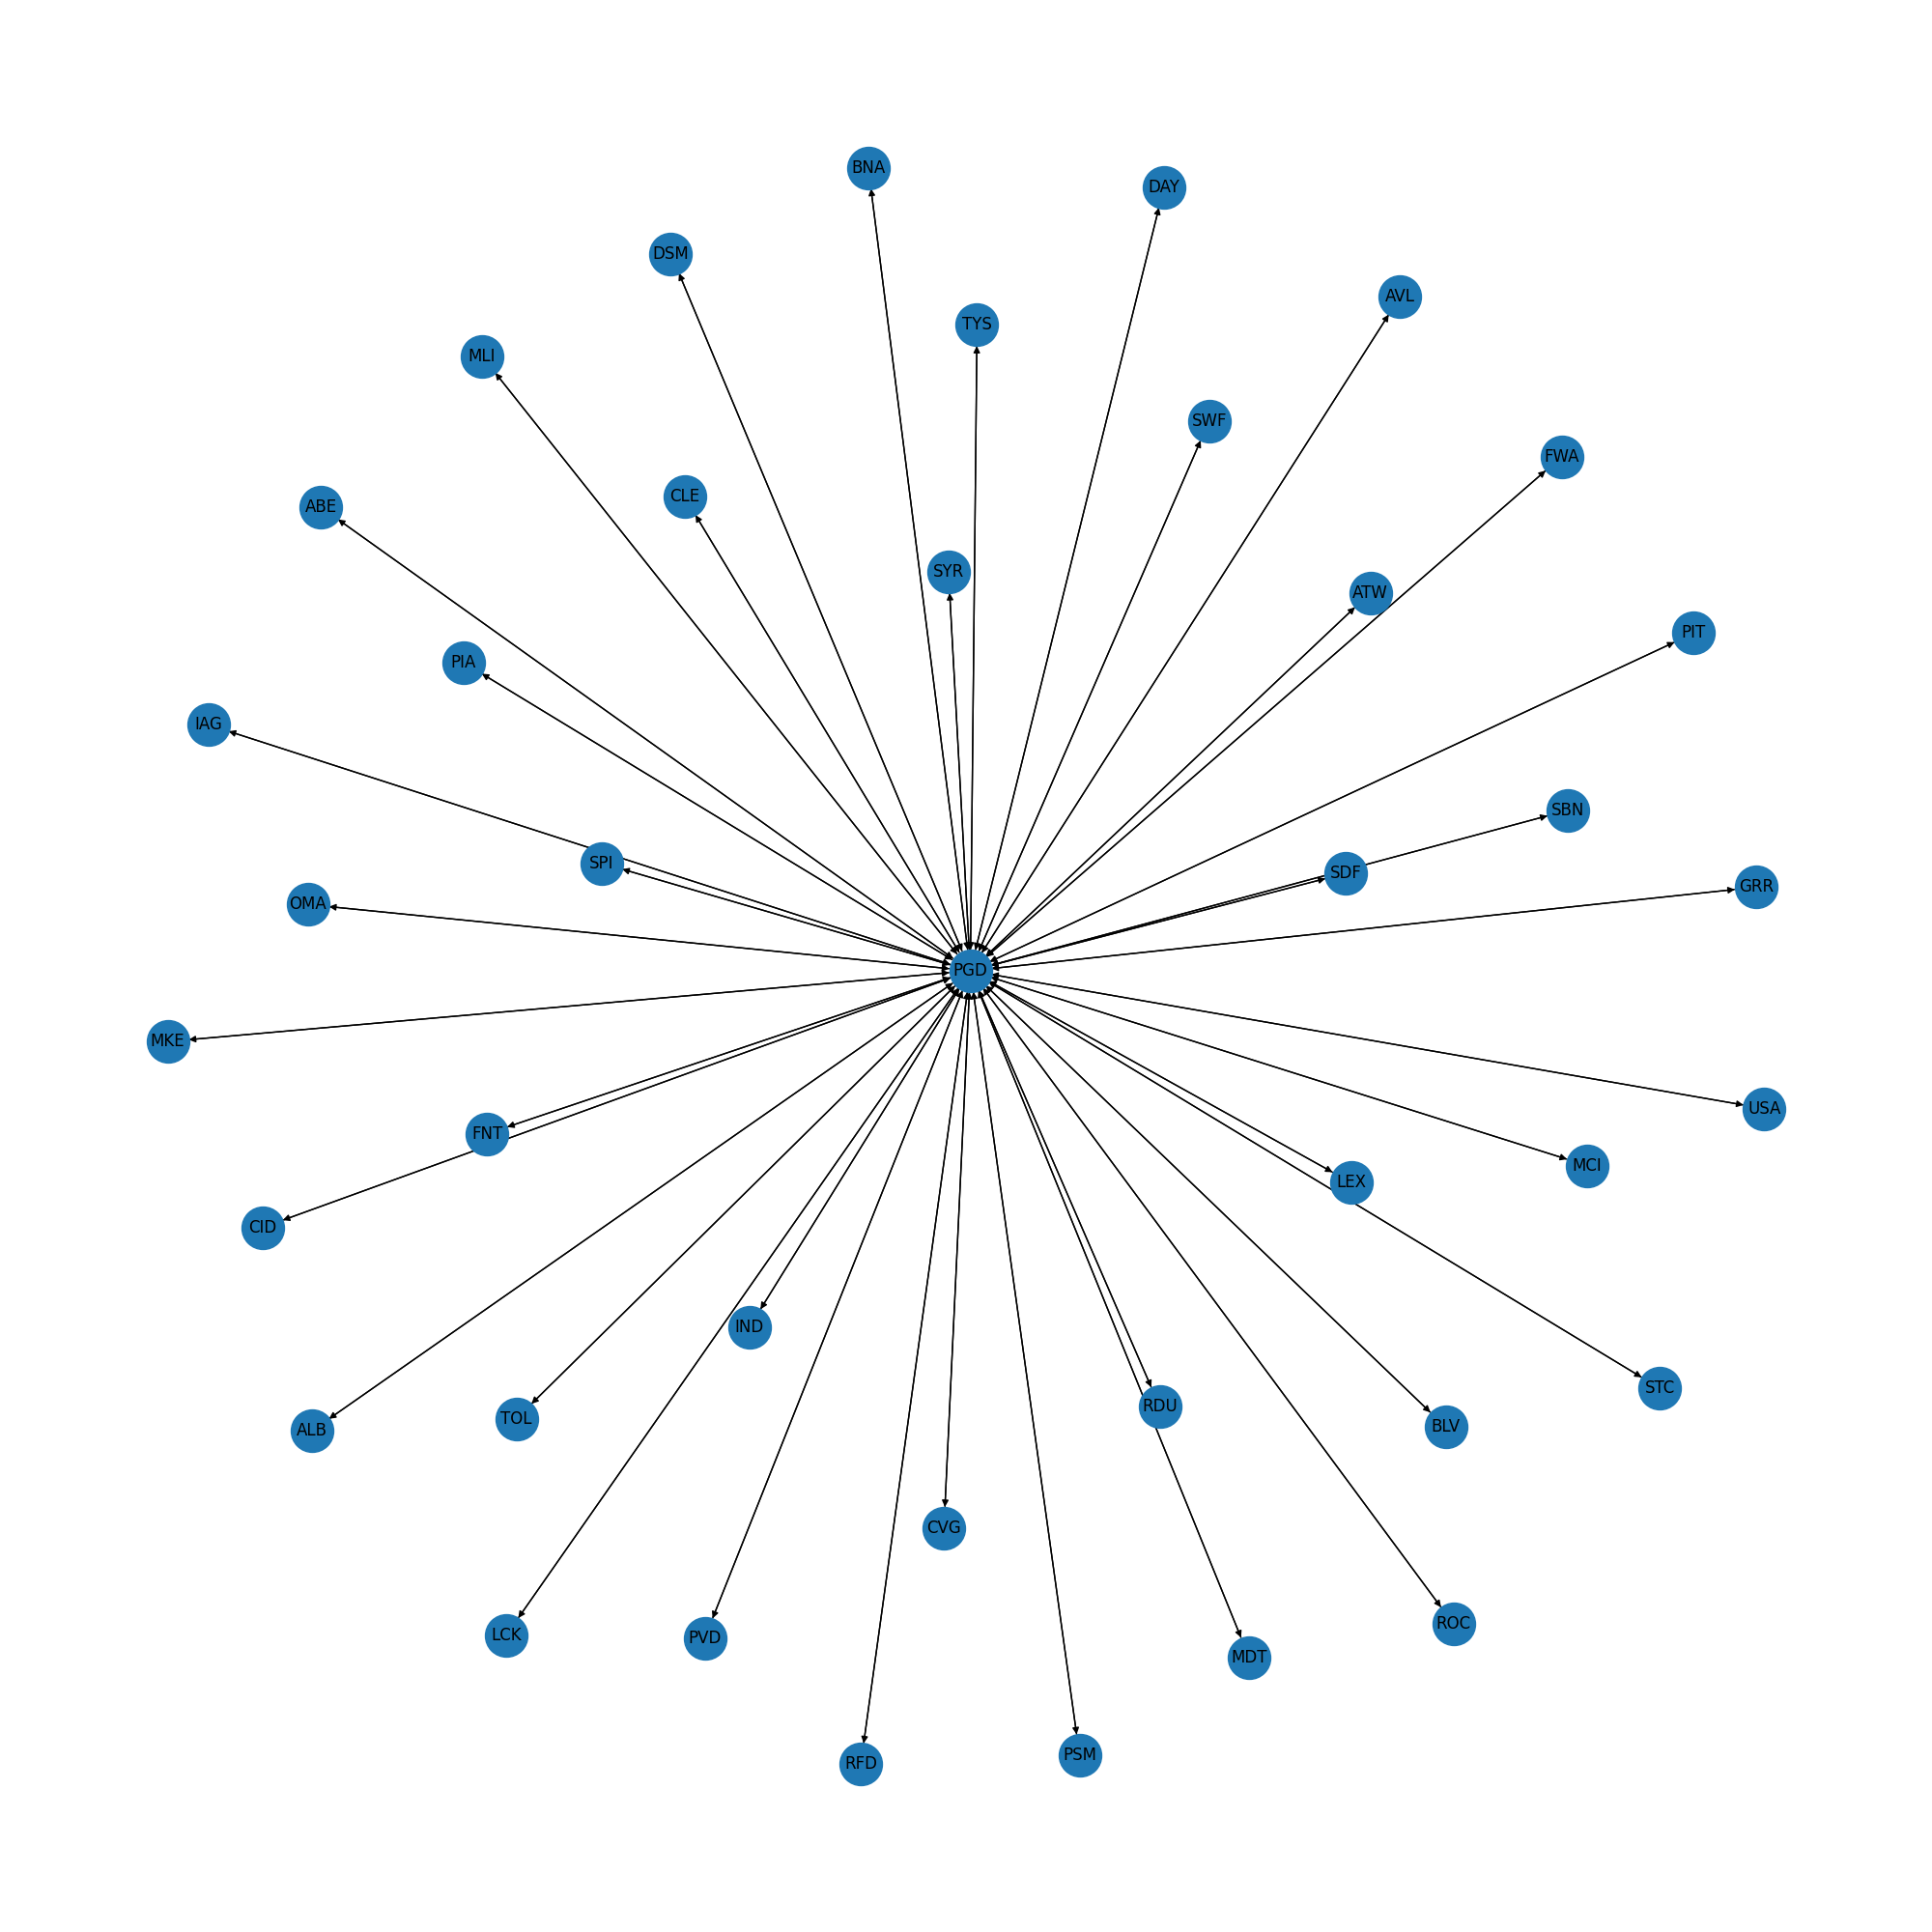 BNA
DAY
DSM
AVL
TYS
MLI
SWF
FWA
CLE
ABE
SYR
ATW
PIT
PIA
IAG
SBN
SPI
SDF
GRR
OMA
PGD
MKE
USA
FNT
MCI
LEX
CID
IND
STC
RDU
TOL
BLV
ALB
CVG
ROC
LCK
PVD
MDT
PSM
RFD